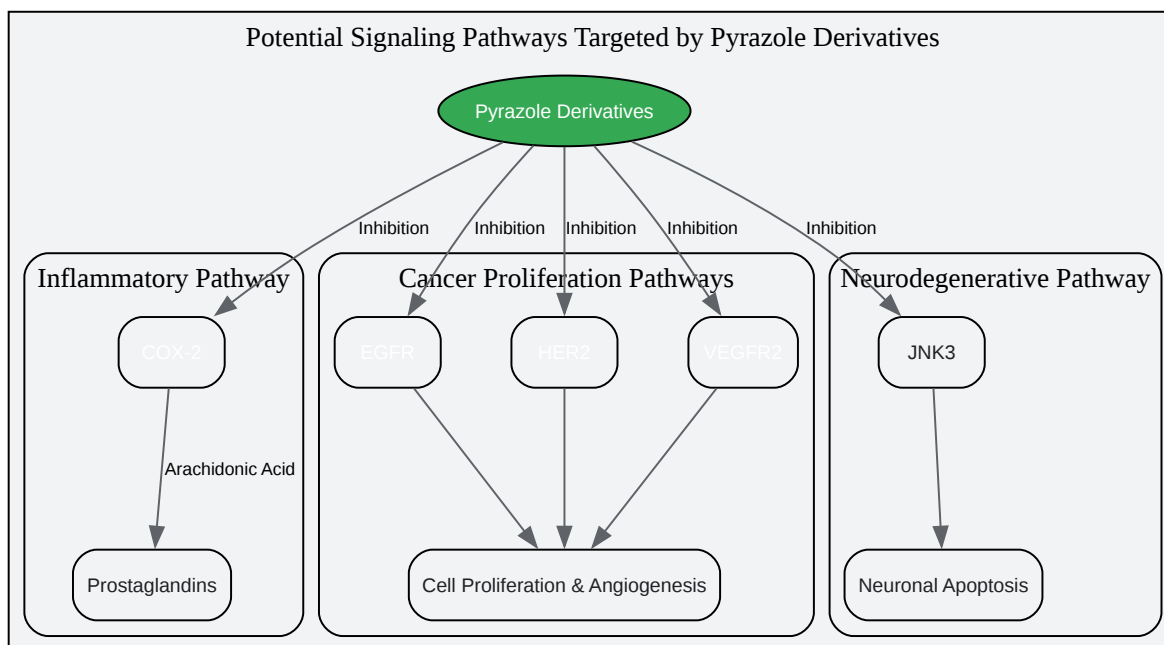 Potential Signaling Pathways Targeted by Pyrazole Derivatives
Pyrazole Derivatives
Inhibition
Inhibition
Inhibition
Inhibition
Inhibition
Inflammatory Pathway
Cancer Proliferation Pathways
Neurodegenerative Pathway
COX-2
EGFR
HER2
VEGFR2
JNK3
Arachidonic Acid
Prostaglandins
Cell Proliferation & Angiogenesis
Neuronal Apoptosis